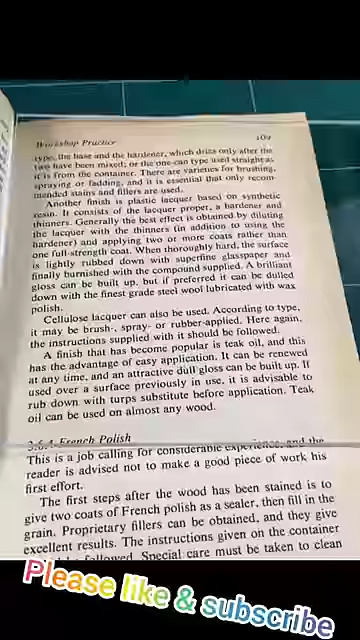 Workshop Practice 109
type, the base and the hardener, which dries only after the
two have been mixed; or the one-can type used straight as
it is from the container. There are varieties for brushing,
spraying or fadding, and it is essential that only recom-
mended stains and fillers are used.
Another finish is plastic lacquer based on synthetic
resin. It consists of the lacquer proper, a hardener and
thinners. Generally the best effect is obtained by diluting
the lacquer with the thinners (in addition to using the
hardener) and applying two or more coats rather than
one full-strength coat. When thoroughly hard, the surface
is lightly rubbed down with superfine glasspaper and
finally burnished with the compound supplied. A brilliant
gloss can be built up, but if preferred it can be dulled
down with the finest grade steel wool lubricated with wax
polish.
Cellulose lacquer can also be used. According to type,
it may be brush-, spray- or rubber-applied. Here again,
the instructions supplied with it should be followed.
A finish that has become popular is teak oil, and this
has the advantage of easy application. It can be renewed
at any time, and an attractive dull gloss can be built up. If
used over a surface previously in use, it is advisable to
rub down with turps substitute before application. Teak
oil can be used on almost any wood.
3.6.4 French Polish
This is a job calling for considerable experience, and the
reader is advised not to make a good piece of work his
first effort.
The first steps after the wood has been stained is to
give two coats of French polish as a sealer, then fill in the
grain. Proprietary fillers can be obtained, and they give
excellent results. The instructions given on the container
followed. Special care must be taken to clean
Please like & subscribe